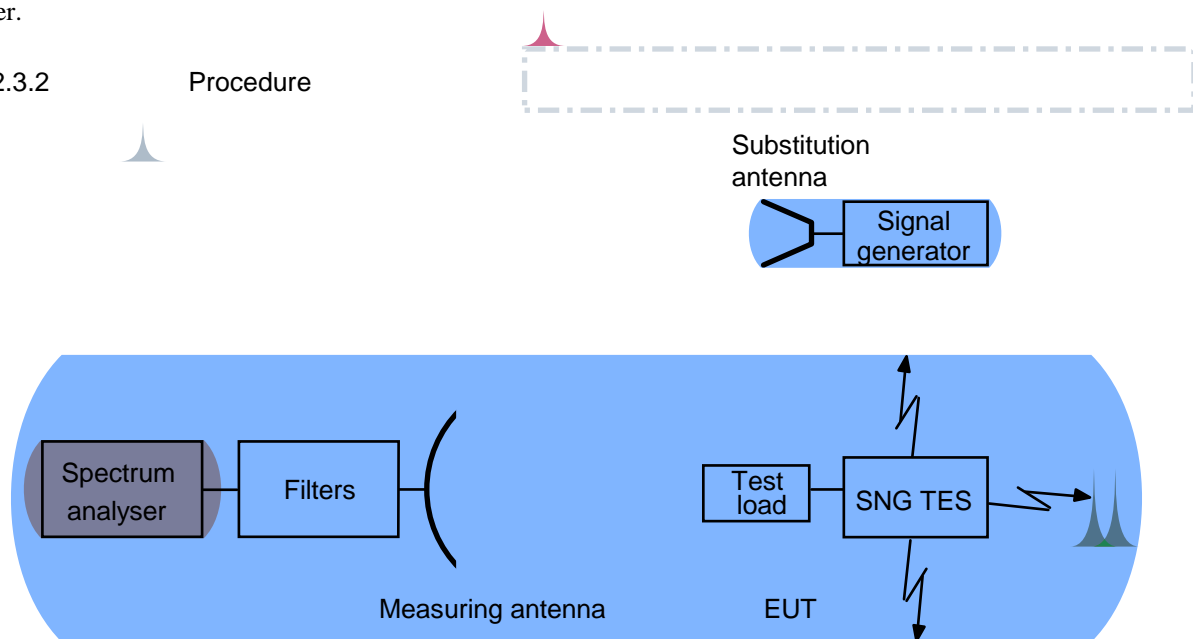 er.
2.3.2 Procedure
Substitution
antenna
Signal
generator
Spectrum
analyser
Filters
Test
load
SNG TES
Measuring antenna
EUT